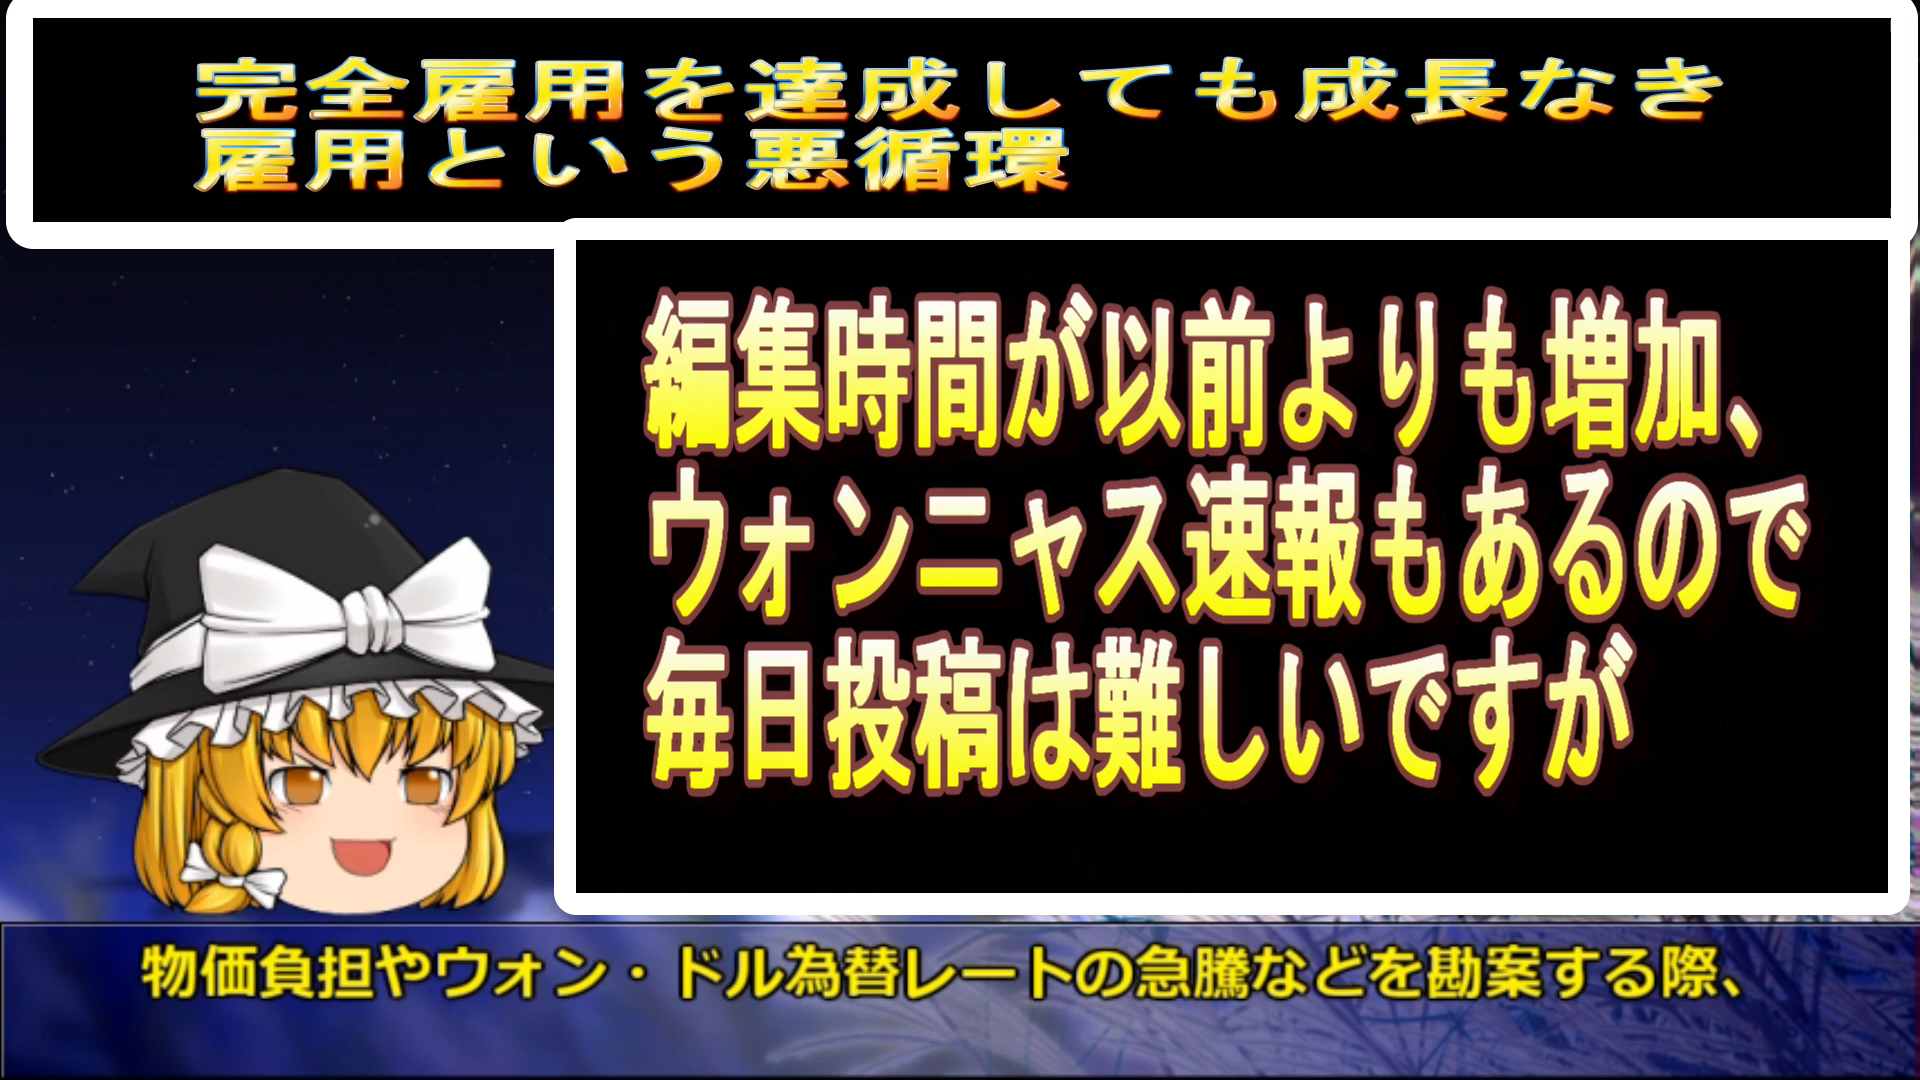 完全雇用を達成しても成長なき
雇用という悪循環
編集時間が以前よりも増加、
ウォンニャス速報もあるので
毎日投稿は難しいですが
物価負担やウォン・ドル為替レートの急騰などを勘案する際、